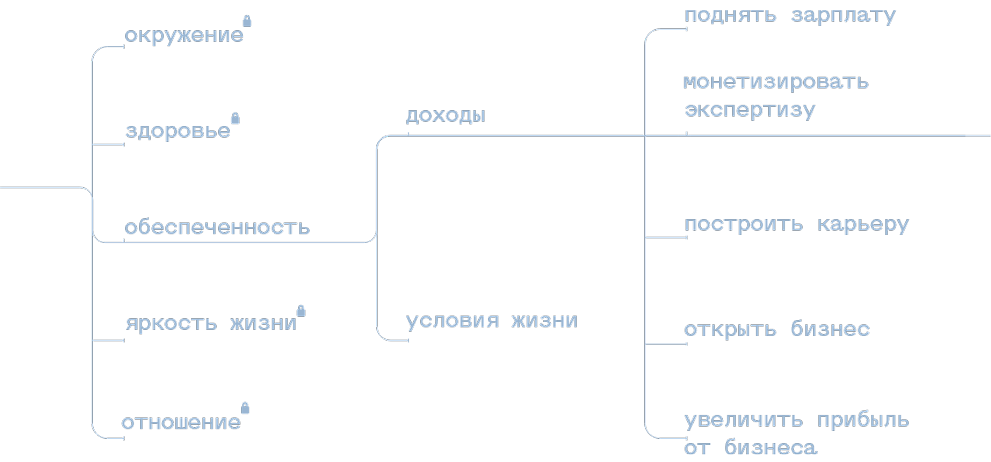 окружение
здоровье
обеспеченность
яркость жизни
отношение
доходы
условия жизни
поднять зарплату
монетизировать
экспертизу
построить карьеру
открыть бизнес
увеличить прибыль
от бизнеса